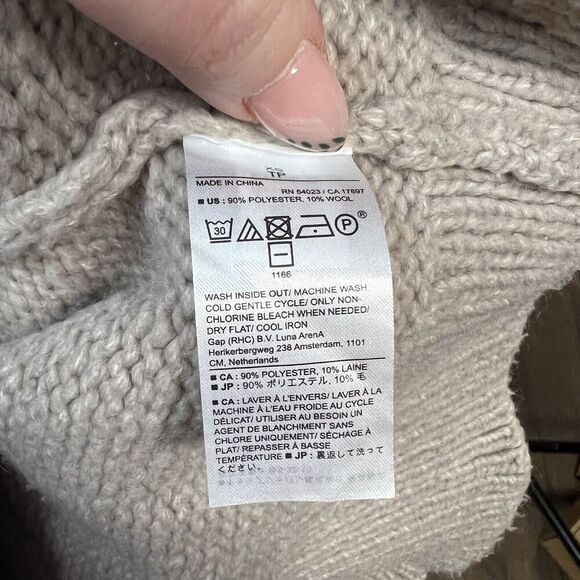 XS
TP
MADE IN CHINA RN 54023 / CA 17897
■ US : 90% POLYESTER, 10% WOOL
30 P ®
1166
WASH INSIDE OUT/ MACHINE WASH
COLD GENTLE CYCLE/ ONLY NON-
CHLORINE BLEACH WHEN NEEDED/
DRY FLAT/ COOL IRON
Gap (RHC) B.V. Luna ArenA
Herikerbergweg 238 Amsterdam, 1101
CM, Netherlands
■ CA : 90% POLYESTER, 10% LAINE
■ JP : 90% ポリエステル, 10% 毛
■ CA : LAVER À L'ENVERS/ LAVER À LA
MACHINE À L'EAU FROIDE AU CYCLE
DÉLICAT/ UTILISER AU BESOIN UN
AGENT DE BLANCHIMENT SANS
CHLORE UNIQUEMENT/ SÉCHAGE À
PLAT/ REPASSER À BASSE
TEMPÉRATURE ■ JP : 裏返して洗って
ください。